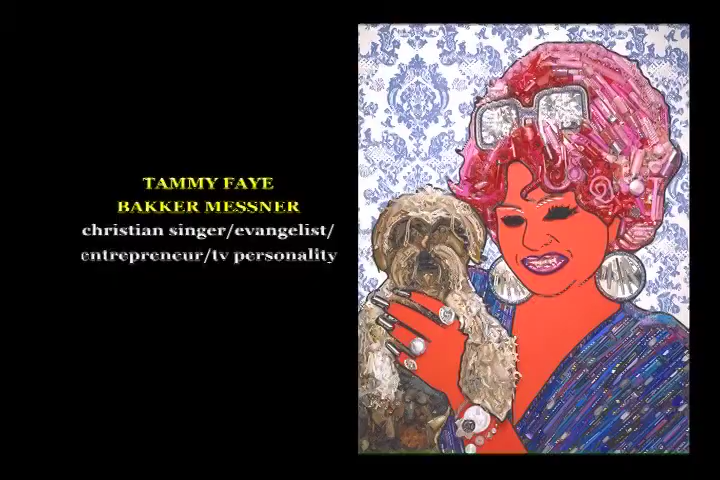 TAMMY FAYE
BAKKER MESSNER
christian singer/evangelist/
entrepreneur/tv personality